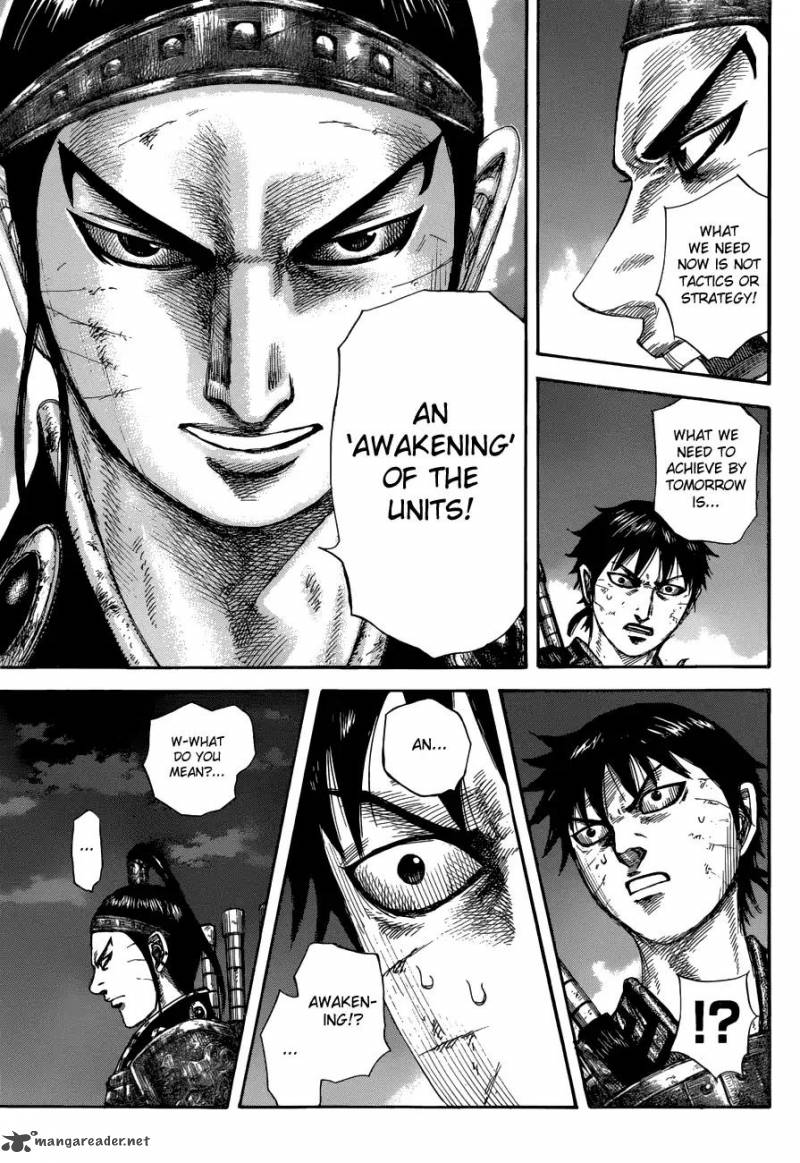 WHAT
WE NEED
NOW IS NOT
TACTICS OR
STRATEGY!
WHAT WE
NEED TO
ACHIEVE BY
TOMORROW
IS...
AN
'AWAKENING'
OF THE
UNITS!
!?
AN...
AWAKEN-
ING!?
...
W-WHAT
DO YOU
MEAN?...
...
mangareader.net